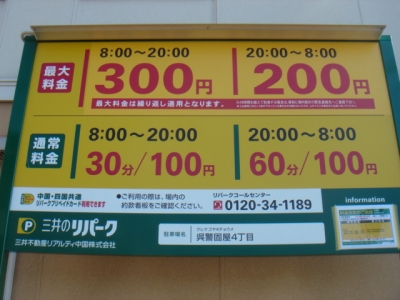 最大料金
8:00～20:00 20:00～8:00
300円 200円
最大料金は繰り返し適用となります。
通常料金
8:00～20:00 20:00～8:00
30分/100円 60分/100円
中国・四国共通
リパークプリペイドカード利用できます
●ご利用の際は、場内の
約款看板をご確認ください。
リパークコールセンター
0120-34-1189
information
P 三井のリパーク
三井不動産リアルティ中国株式会社
駐車場名
呉警固屋4丁目